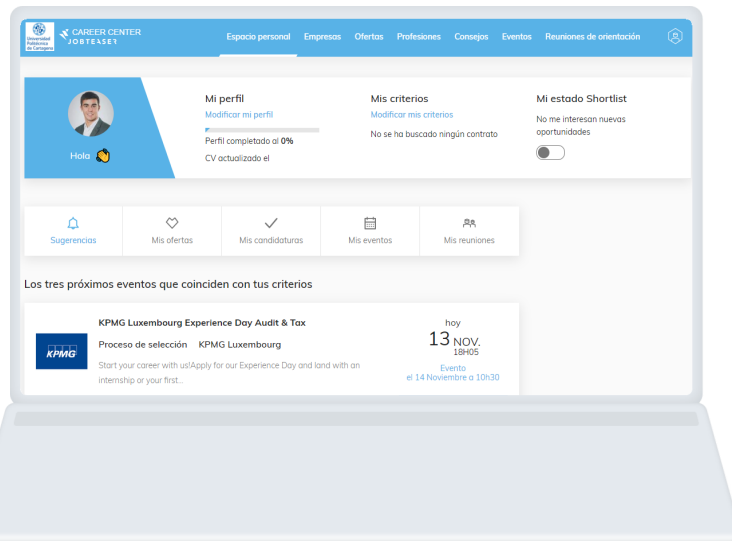 Universidad
Politécnica
de Cartagena
CAREER CENTER
JOBTEASER
Espacio personal
Empresas
Ofertas
Profesiones
Consejos
Eventos
Reuniones de orientación
Hola
Mi perfil
Modificar mi perfil
Perfil completado al 0%
CV actualizado el
Mis criterios
Modificar mis criterios
No se ha buscado ningún contrato
Mi estado Shortlist
No me interesan nuevas
oportunidades
Sugerencias
Mis ofertas
Mis candidaturas
Mis eventos
Mis reuniones
Los tres próximos eventos que coinciden con tus criterios
KPMG
KPMG Luxembourg Experience Day Audit & Tax
Proceso de selección KPMG Luxembourg
Start your career with us!Apply for our Experience Day and land with an
internship or your first...
hoy
13 NOV.
18H05
Evento
el 14 Noviembre a 10h30